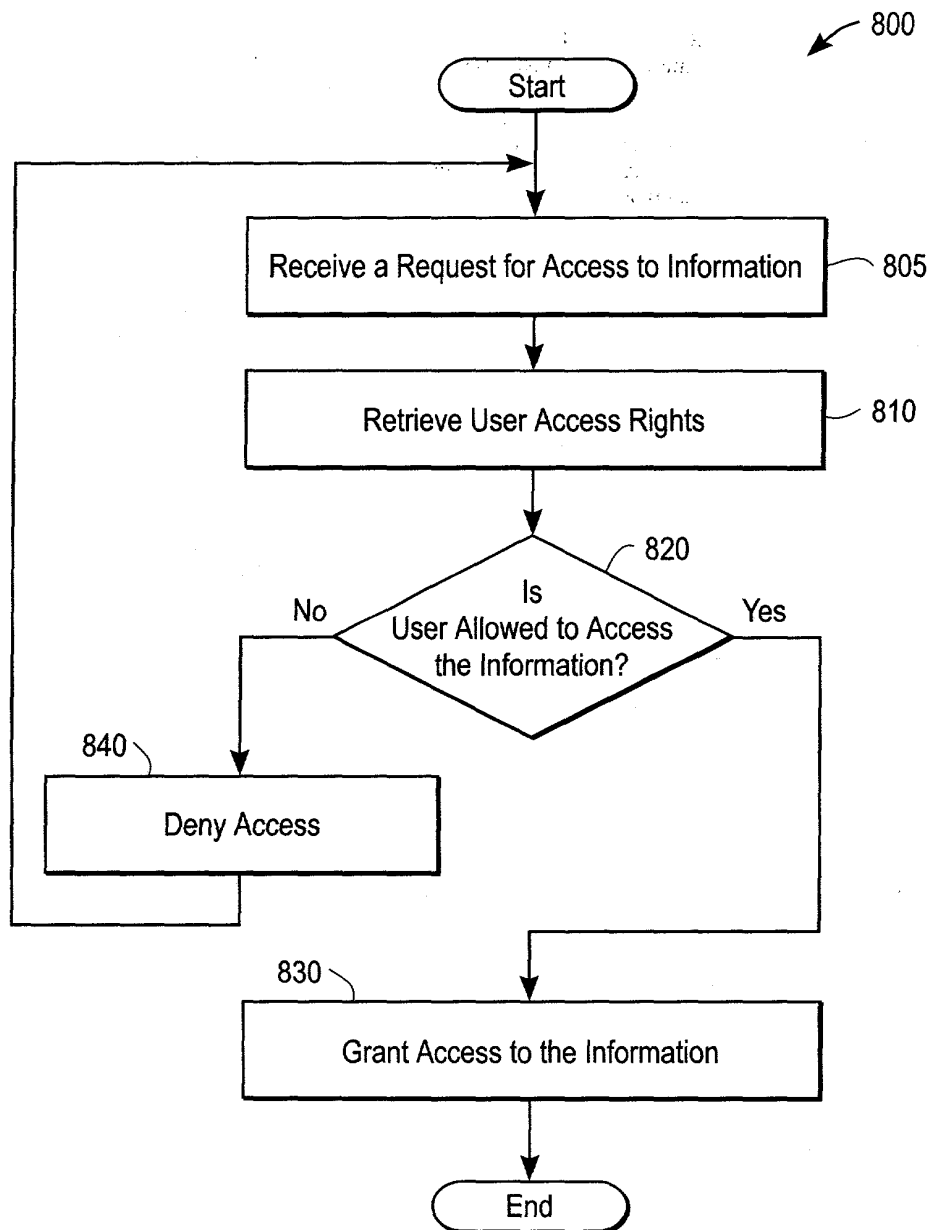 800
Start
Receive a Request for Access to Information
805
Retrieve User Access Rights
810
820
Is
User Allowed to Access
the Information?
No
Yes
840
Deny Access
830
Grant Access to the Information
End